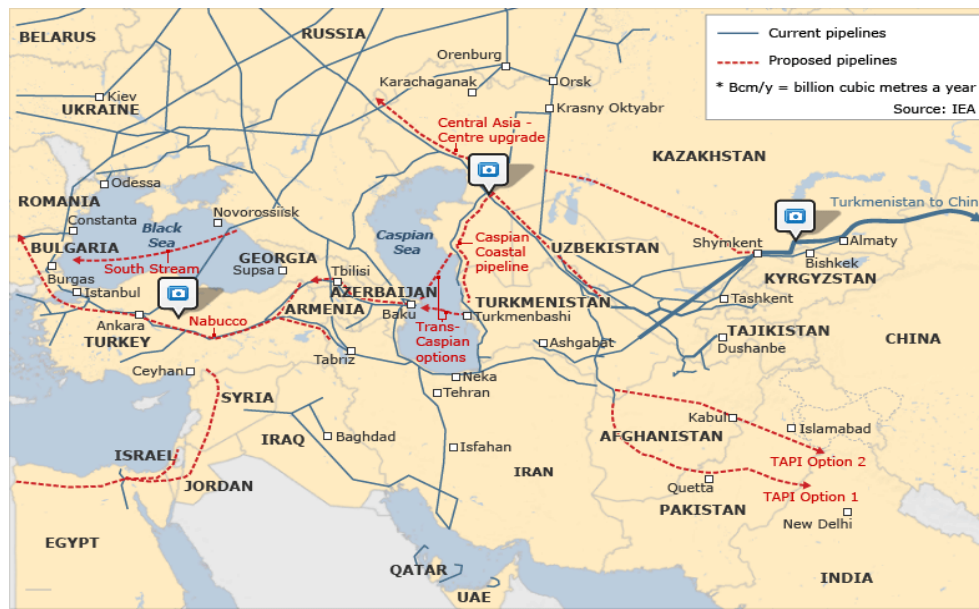 BELARUS
RUSSIA
Current pipelines
Proposed pipelines
* Bcm/y = billion cubic metres a year
Source: IEA
Orenburg
Orsk
Karachaganak
Krasny Oktyabr
Kiev
UKRAINE
Central Asia -
Centre upgrade
KAZAKHSTAN
Odessa
ROMANIA
Constanta
Novorossiisk
Black
Sea
Caspian
Sea
Turkmenistan to Chin
BULGARIA
South Stream
GEORGIA
Supsa
Tbilisi
Caspian
Coastal
pipeline
UZBEKISTAN
Shymkent
Almaty
Bishkek
KYRGYZSTAN
Burgas
Istanbul
AZERBAIJAN
ARMENIA
Baku
TURKMENISTAN
Turkmenbashi
Tashkent
Ankara
TURKEY
Nabucco
Trans-
Caspian
options
Ashgabat
TAJIKISTAN
Dushanbe
CHINA
Tabriz
Ceyhan
Neka
Tehran
SYRIA
IRAQ
Baghdad
Isfahan
IRAN
Kabul
AFGHANISTAN
Islamabad
TAPI Option 2
ISRAEL
JORDAN
Quetta
TAPI Option 1
PAKISTAN
New Delhi
EGYPT
QATAR
UAE
INDIA